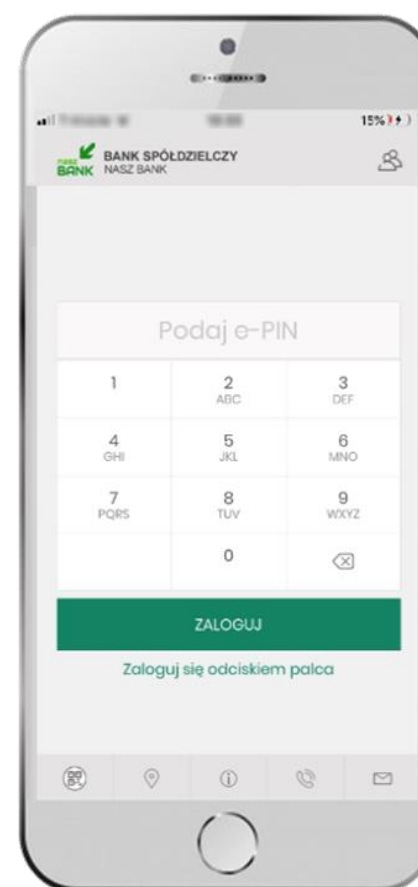 15%
nasz
BANK
BANK SPÓŁDZIELCZY
NASZ BANK
Podaj e-PIN
1
2
ABC
3
DEF
4
GHI
5
JKL
6
MNO
7
PQRS
8
TUV
9
WXYZ
0
ZALOGUJ
Zaloguj się odciskiem palca